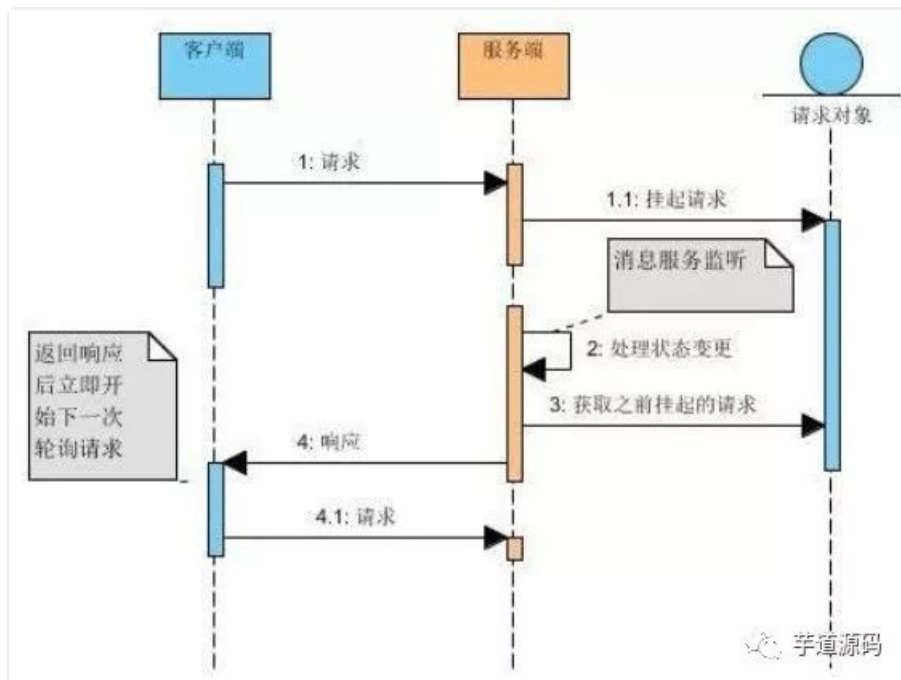 客户端
服务端
请求对象
1: 请求
1.1: 挂起请求
消息服务监听
返回响应
后立即开
始下一次
轮询请求
2: 处理状态变更
3: 获取之前挂起的请求
4: 响应
4.1: 请求
芋道源码